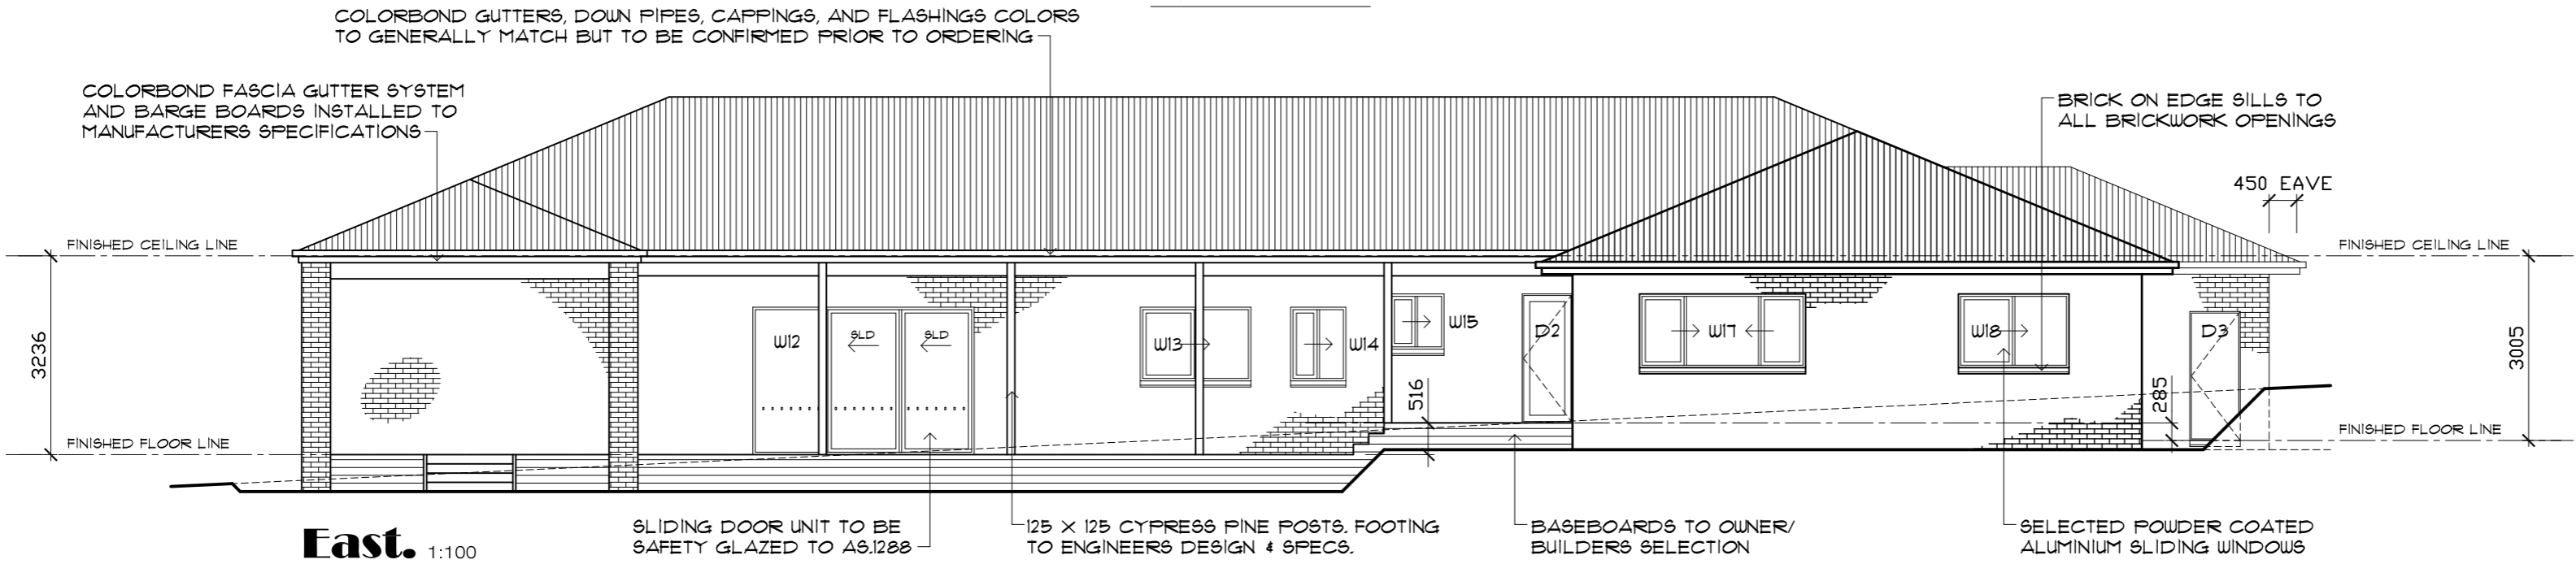 COLORBOND GUTTERS, DOWN PIPES, CAPPINGS, AND FLASHINGS COLORS
TO GENERALLY MATCH BUT TO BE CONFIRMED PRIOR TO ORDERING
COLORBOND FASCIA GUTTER SYSTEM
AND BARGE BOARDS INSTALLED TO
MANUFACTURERS SPECIFICATIONS
BRICK ON EDGE SILLS TO
ALL BRICKWORK OPENINGS
450 EAVE
FINISHED CEILING LINE
FINISHED CEILING LINE
3236
W12
SLD
SLD
W13
W14
W15
D2
W17
W18
D3
3005
516
285
FINISHED FLOOR LINE
FINISHED FLOOR LINE
East. 1:100
SLIDING DOOR UNIT TO BE
SAFETY GLAZED TO AS.1288
125 X 125 CYPRESS PINE POSTS. FOOTING
TO ENGINEERS DESIGN & SPECS.
BASEBOARDS TO OWNER/
BUILDERS SELECTION
SELECTED POWDER COATED
ALUMINIUM SLIDING WINDOWS